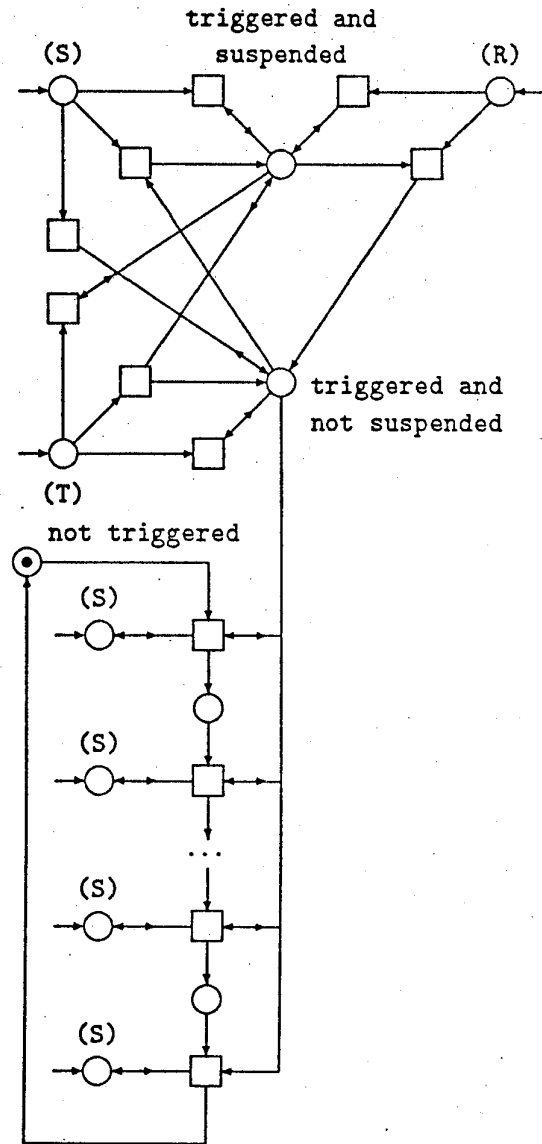 triggered and
suspended
(S)
(R)
triggered and
not suspended
(T)
not triggered
(S)
(S)
...
(S)
(S)